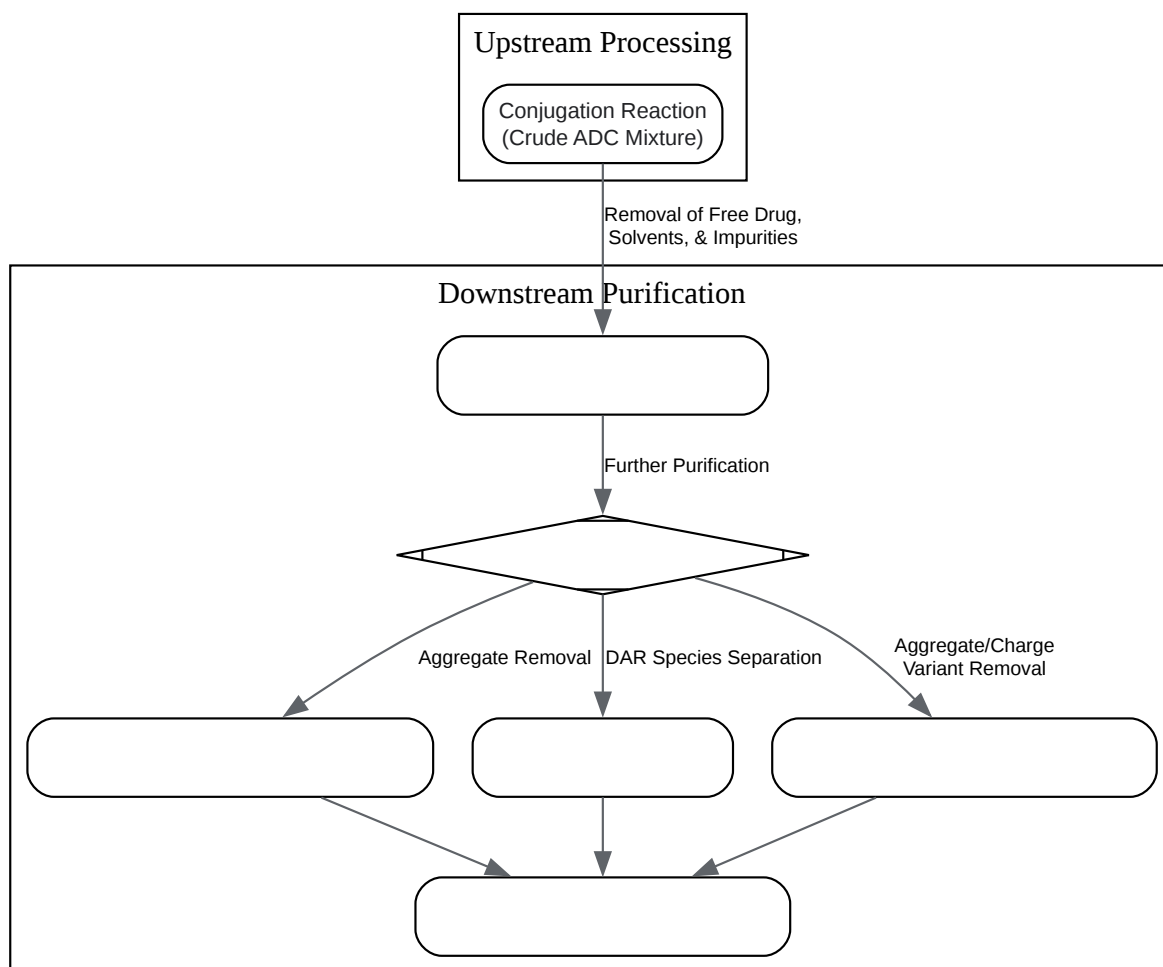 Upstream Processing
Conjugation Reaction
(Crude ADC Mixture)
Removal of Free Drug,
Solvents, & Impurities
Downstream Purification
Further Purification
Aggregate Removal
DAR Species Separation
Aggregate/Charge
Variant Removal